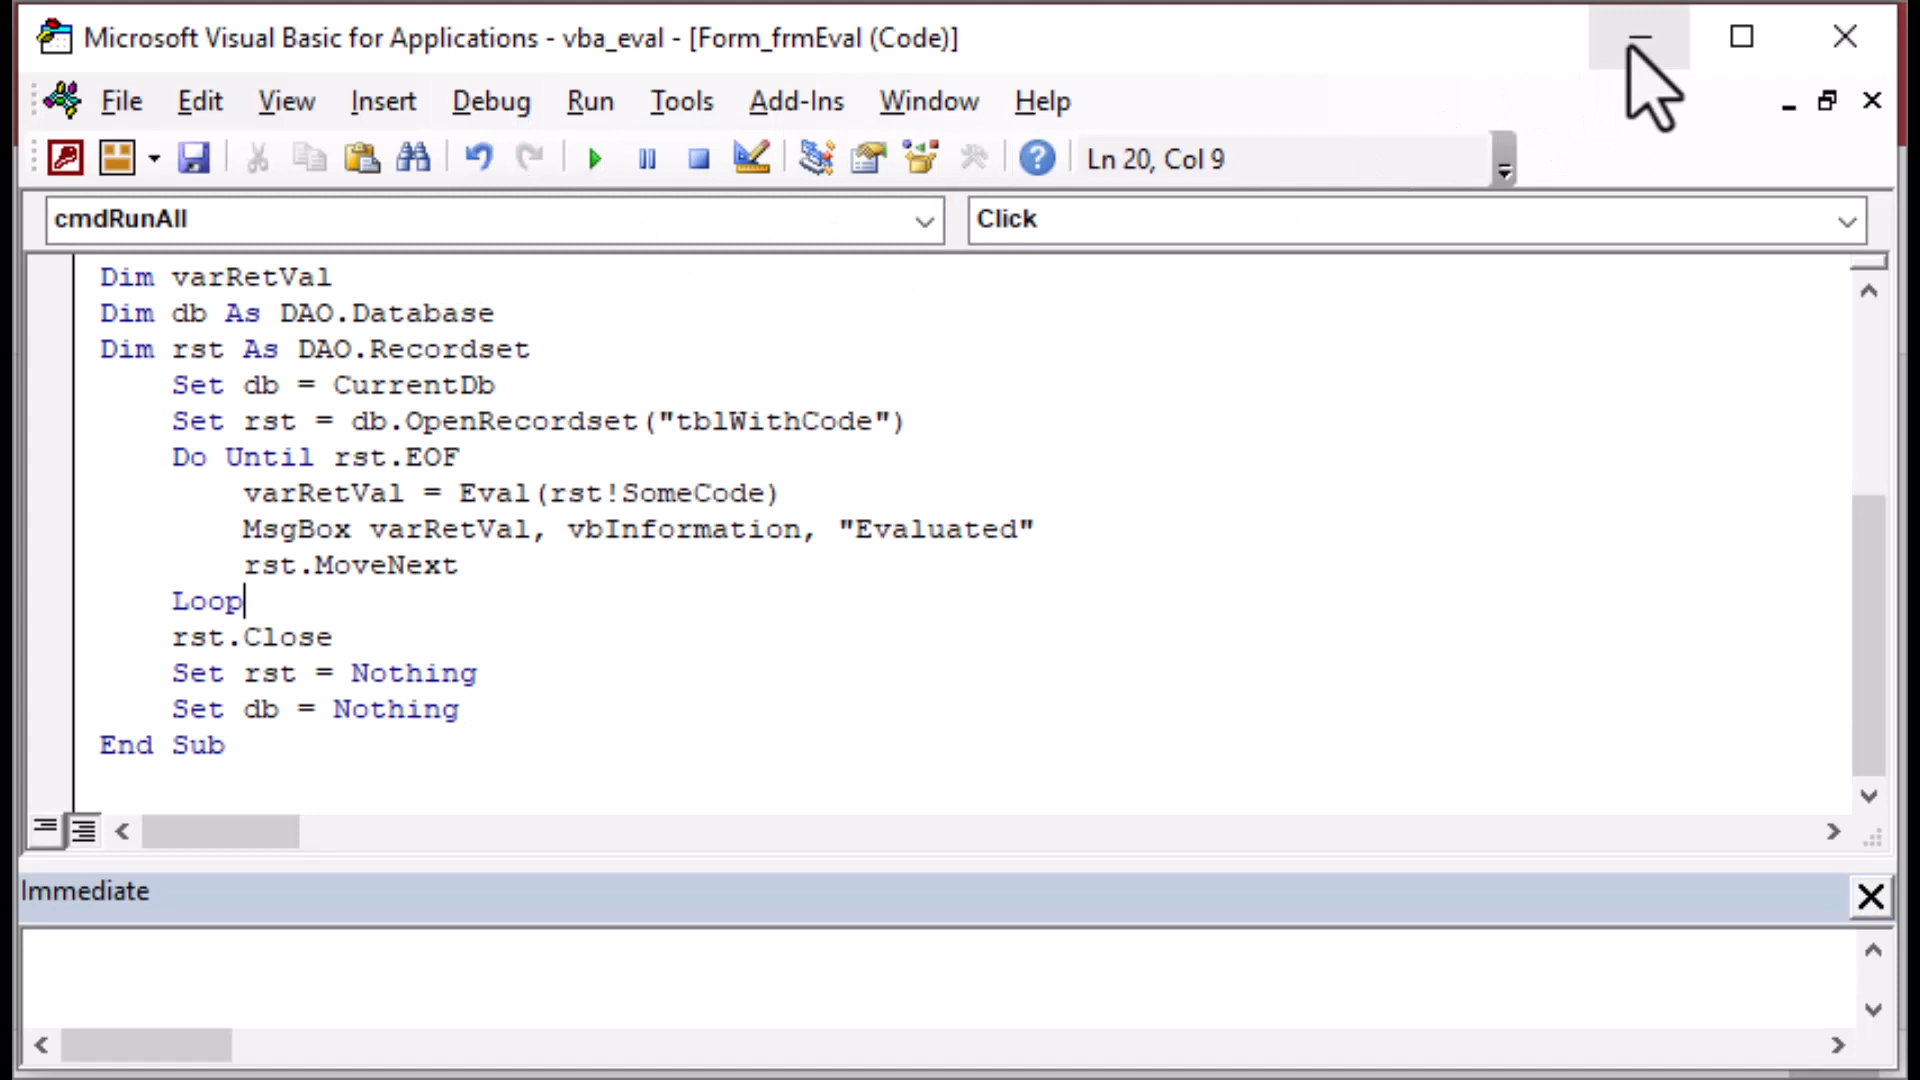 Microsoft Visual Basic for Applications - vba_eval - [Form_frmEval (Code)]
File Edit View Insert Debug Run Tools Add-Ins Window Help
Ln 20, Col 9
cmdRunAll Click
Dim varRetVal
Dim db As DAO.Database
Dim rst As DAO.Recordset
Set db = CurrentDb
Set rst = db.OpenRecordset("tblWithCode")
Do Until rst.EOF
varRetVal = Eval(rst!SomeCode)
MsgBox varRetVal, vbInformation, "Evaluated"
rst.MoveNext
Loop
rst.Close
Set rst = Nothing
Set db = Nothing
End Sub
Immediate